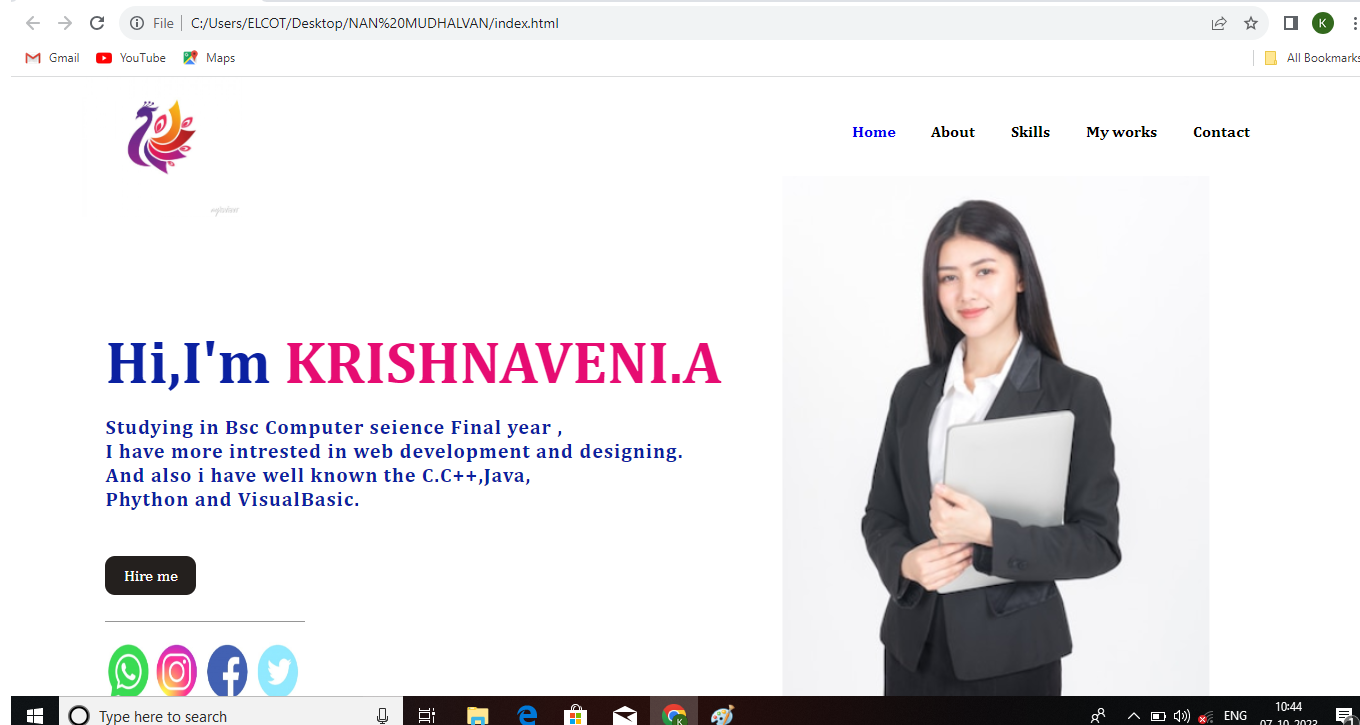 File
C:/Users/ELCOT/Desktop/NAN%20MUDHALVAN/index.html
K
Gmail
YouTube
Maps
All Bookmarks
Home
About
Skills
My works
Contact
Hi,I'm KRISHNAVENI.A
Studying in Bsc Computer seience Final year ,
I have more intrested in web development and designing.
And also i have well known the C.C++,Java,
Phython and VisualBasic.
Hire me
Type here to search
ENG
10:44
07-10-2023